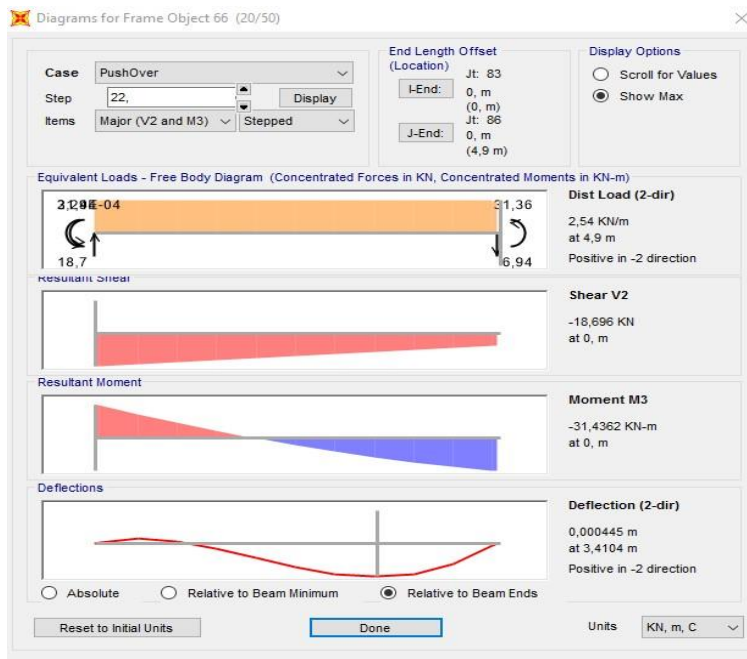 Diagrams for Frame Object 66 (20/50)
Case PushOver
Step 22, Display
Items Major (V2 and M3) Stepped
End Length Offset
(Location)
Jt: 83
I-End: 0, m
(0, m)
Jt: 86
J-End: 0, m
(4,9 m)
Display Options
Scroll for Values
Show Max
Equivalent Loads - Free Body Diagram (Concentrated Forces in KN, Concentrated Moments in KN-m)
31,36
18,7
6,94
Dist Load (2-dir)
2,54 KN/m
at 4,9 m
Positive in -2 direction
Resultant Shear
Shear V2
-18,696 KN
at 0, m
Resultant Moment
Moment M3
-31,4362 KN-m
at 0, m
Deflections
Deflection (2-dir)
0,000445 m
at 3,4104 m
Positive in -2 direction
Absolute Relative to Beam Minimum Relative to Beam Ends
Reset to Initial Units Done Units KN, m, C